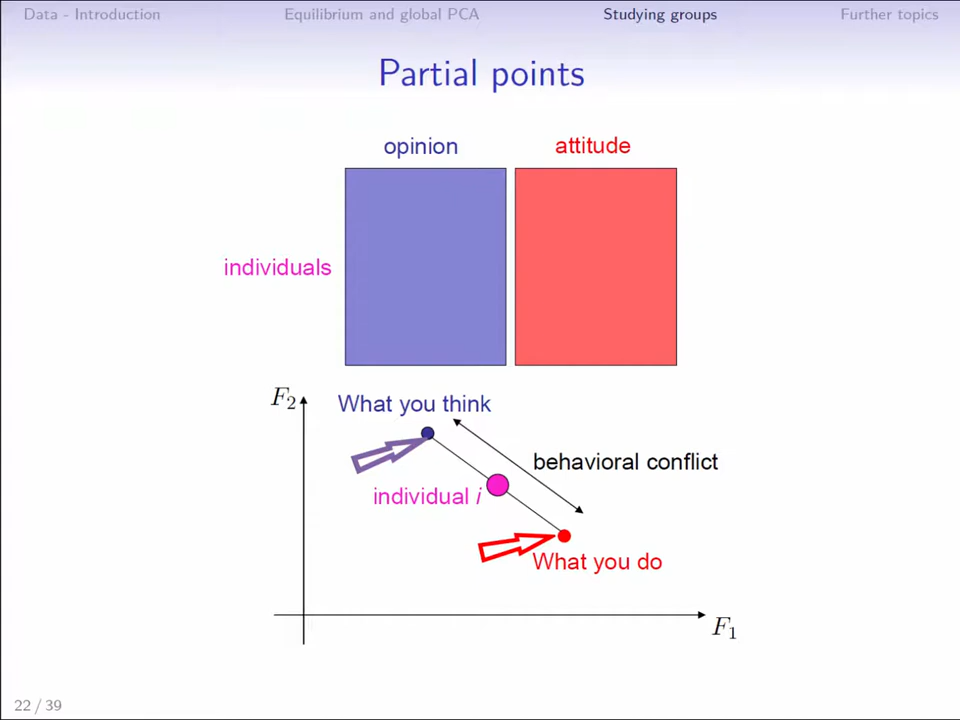 Data - Introduction Equilibrium and global PCA Studying groups Further topics
Partial points
opinion attitude
individuals
F2
What you think
behavioral conflict
individual i
What you do
F1
22 / 39